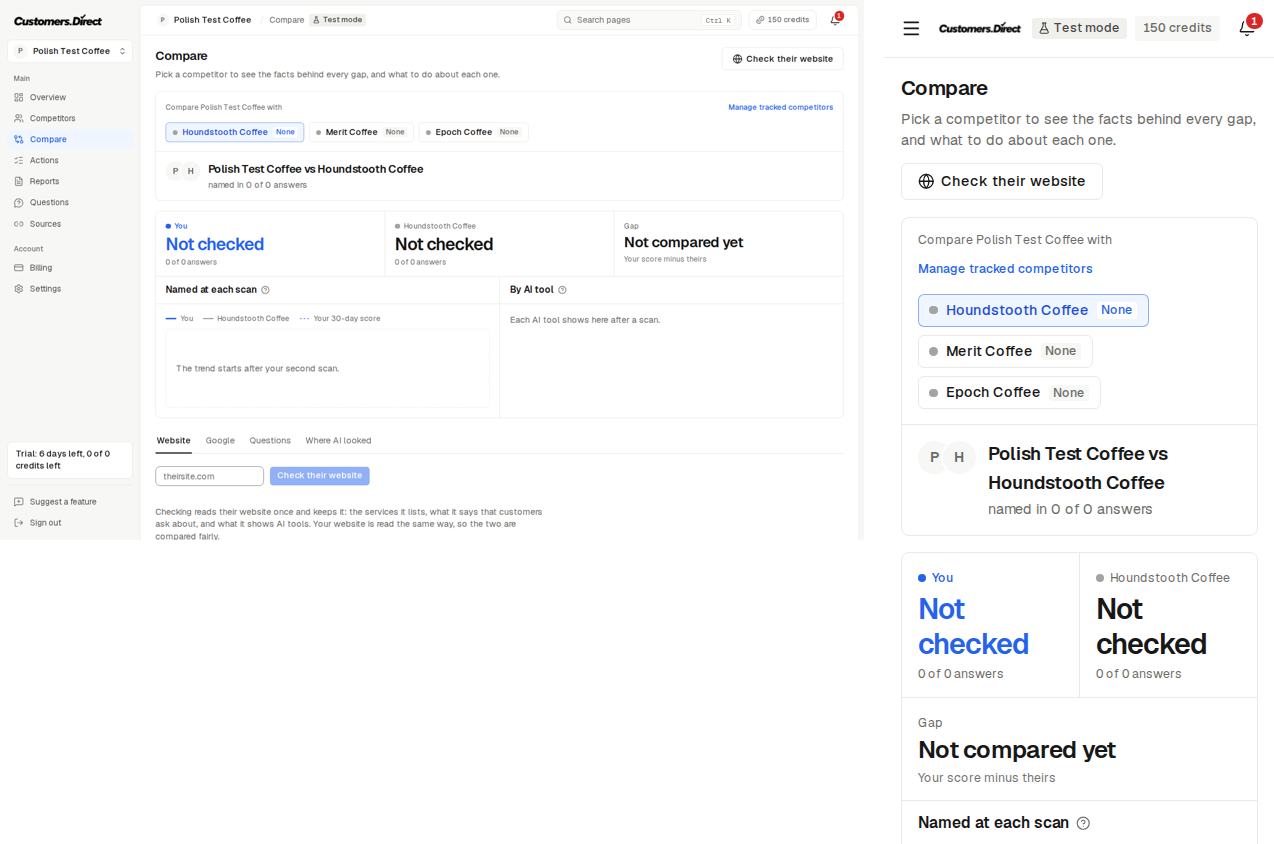 Customers.Direct
P Polish Test Coffee
Main
Overview
Competitors
Compare
Actions
Reports
Questions
Sources
Account
Billing
Settings
Trial: 6 days left, 0 of 0
credits left
Suggest a feature
Sign out
P Polish Test Coffee / Compare Test mode
Search pages Ctrl K
150 credits
1
Compare
Pick a competitor to see the facts behind every gap, and what to do about each one.
Check their website
Compare Polish Test Coffee with
Manage tracked competitors
Houndstooth Coffee None
Merit Coffee None
Epoch Coffee None
P H Polish Test Coffee vs Houndstooth Coffee
named in 0 of 0 answers
You
Not checked
0 of 0 answers
Houndstooth Coffee
Not checked
0 of 0 answers
Gap
Not compared yet
Your score minus theirs
Named at each scan
You Houndstooth Coffee Your 30-day score
The trend starts after your second scan.
By AI tool
Each AI tool shows here after a scan.
Website Google Questions Where AI looked
theirsite.com Check their website
Checking reads their website once and keeps it: the services it lists, what it says that customers
ask about, and what it shows AI tools. Your website is read the same way, so the two are
compared fairly.
Customers.Direct Test mode 150 credits 1
Compare
Pick a competitor to see the facts behind every gap,
and what to do about each one.
Check their website
Compare Polish Test Coffee with
Manage tracked competitors
Houndstooth Coffee None
Merit Coffee None
Epoch Coffee None
P H Polish Test Coffee vs
Houndstooth Coffee
named in 0 of 0 answers
You
Not
checked
0 of 0 answers
Houndstooth Coffee
Not
checked
0 of 0 answers
Gap
Not compared yet
Your score minus theirs
Named at each scan